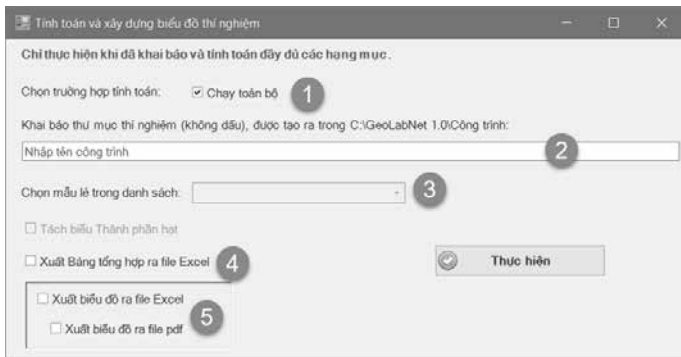 Tính toán và xây dựng biểu đồ thí nghiệm
Chỉ thực hiện khi đã khai báo và tính toán đầy đủ các hạng mục.
Chọn trường hợp tính toán: Chạy toàn bộ 1
Khai báo thư mục thí nghiệm (không dấu), được tạo ra trong C:\GeoLabNet 1.0\Công trình:
Nhập tên công trình 2
Chọn mẫu lẻ trong danh sách: 3
Tách biểu Thành phần hạt
Xuất Bảng tổng hợp ra file Excel 4
Thực hiện
Xuất biểu đồ ra file Excel
5
Xuất biểu đồ ra file pdf